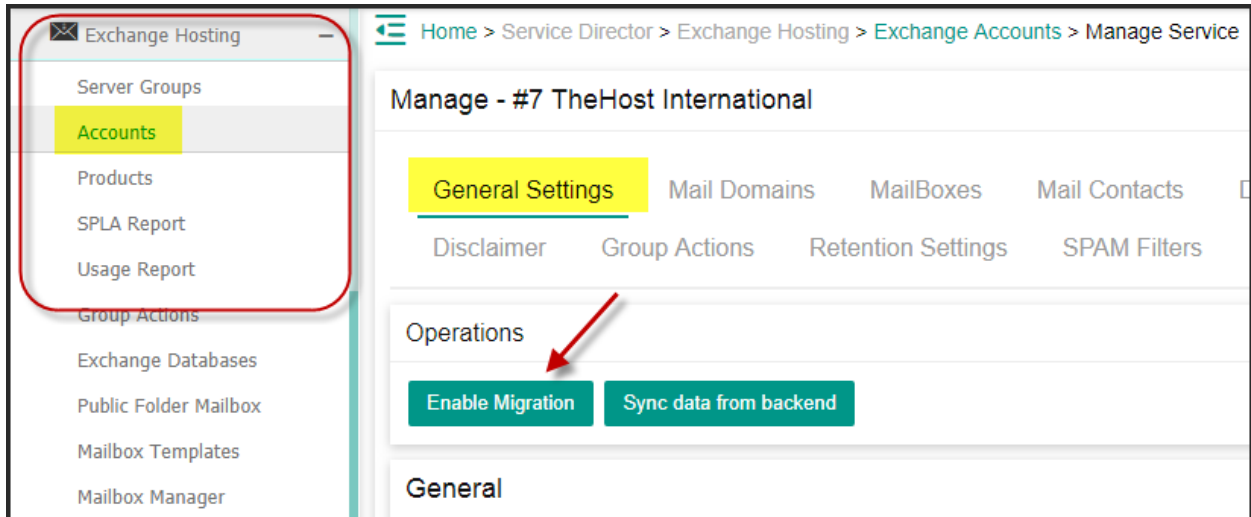 Exchange Hosting
Server Groups
Accounts
Products
SPLA Report
Usage Report
Group Actions
Exchange Databases
Public Folder Mailbox
Mailbox Templates
Mailbox Manager
Home > Service Director > Exchange Hosting > Exchange Accounts > Manage Service
Manage - #7 TheHost International
General Settings Mail Domains MailBoxes Mail Contacts
Disclaimer Group Actions Retention Settings SPAM Filters
Operations
Enable Migration Sync data from backend
General